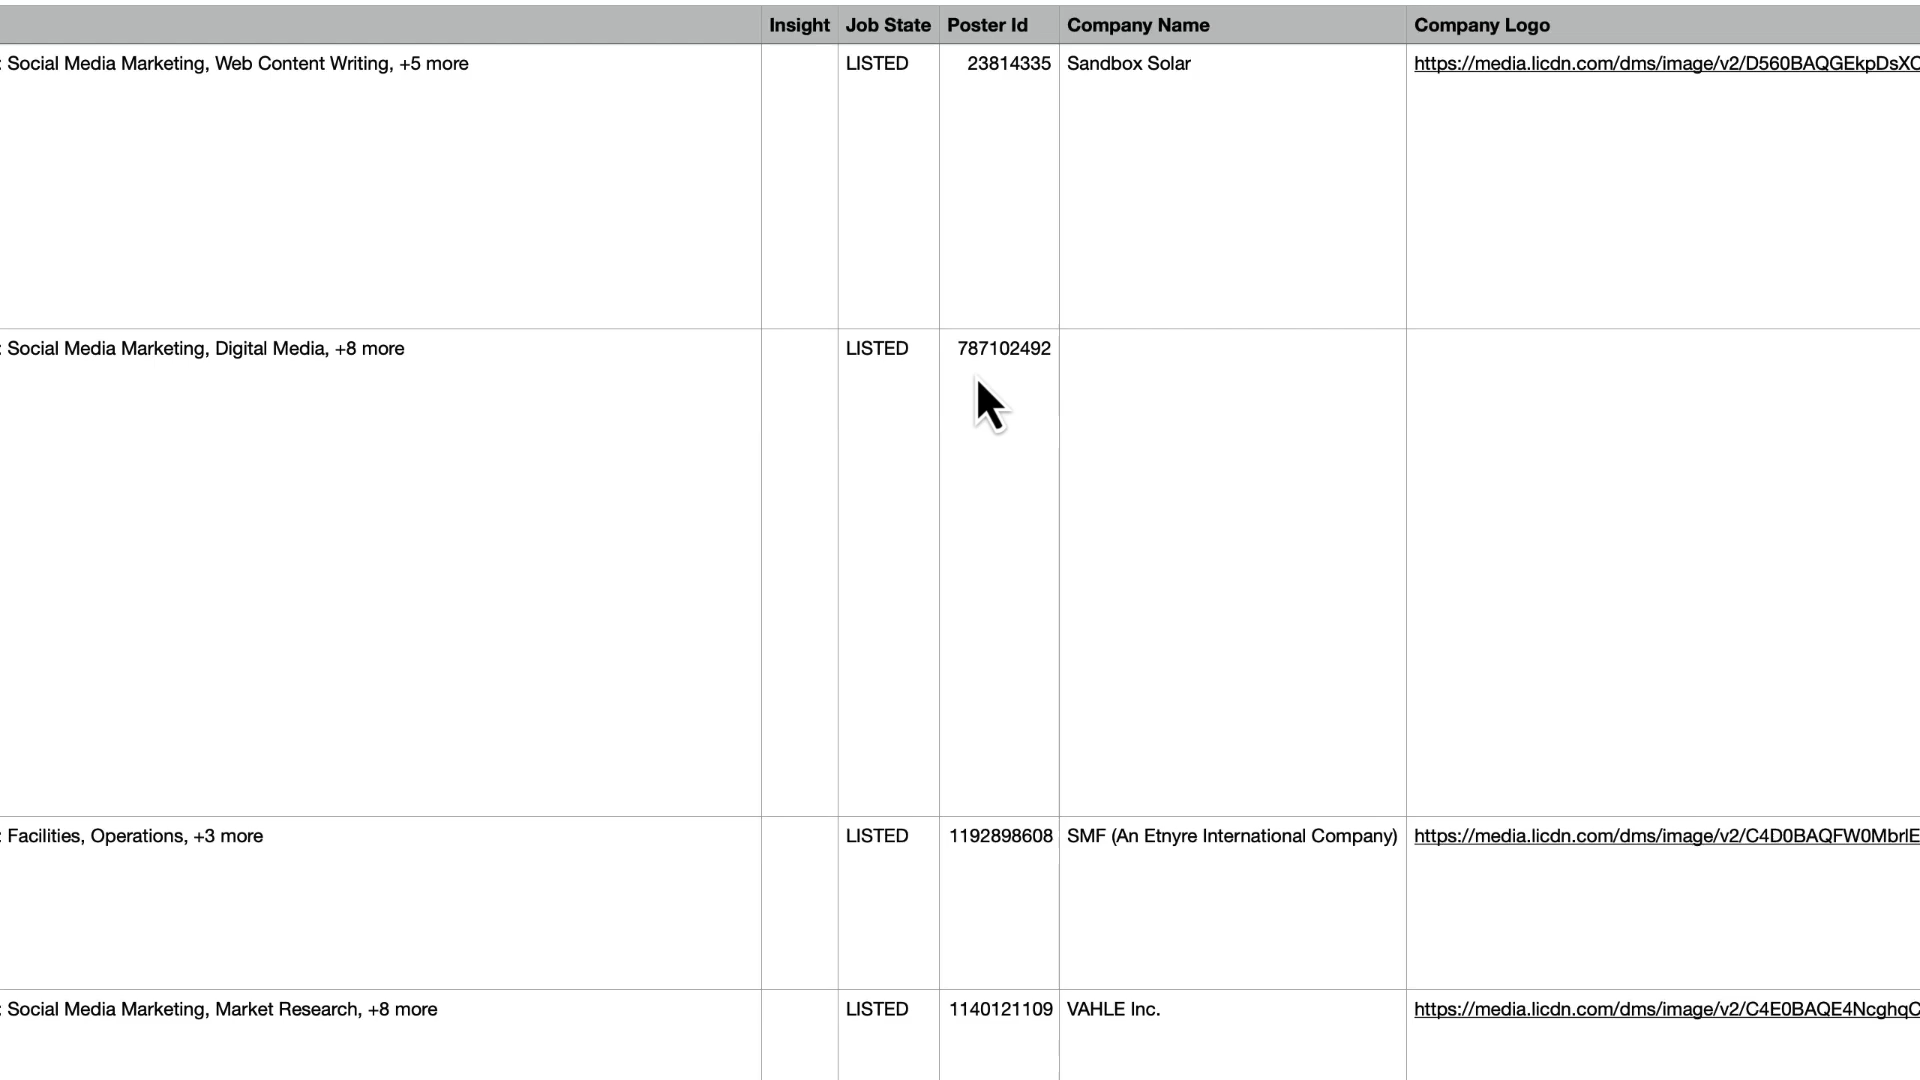 Insight Job State Poster Id Company Name Company Logo
: Social Media Marketing, Web Content Writing, +5 more LISTED 23814335 Sandbox Solar https://media.licdn.com/dms/image/v2/D560BAQGEkpDsXC
: Social Media Marketing, Digital Media, +8 more LISTED 787102492
: Facilities, Operations, +3 more LISTED 1192898608 SMF (An Etnyre International Company) https://media.licdn.com/dms/image/v2/C4D0BAQFW0MbrlE
: Social Media Marketing, Market Research, +8 more LISTED 1140121109 VAHLE Inc. https://media.licdn.com/dms/image/v2/C4E0BAQE4NcghqC